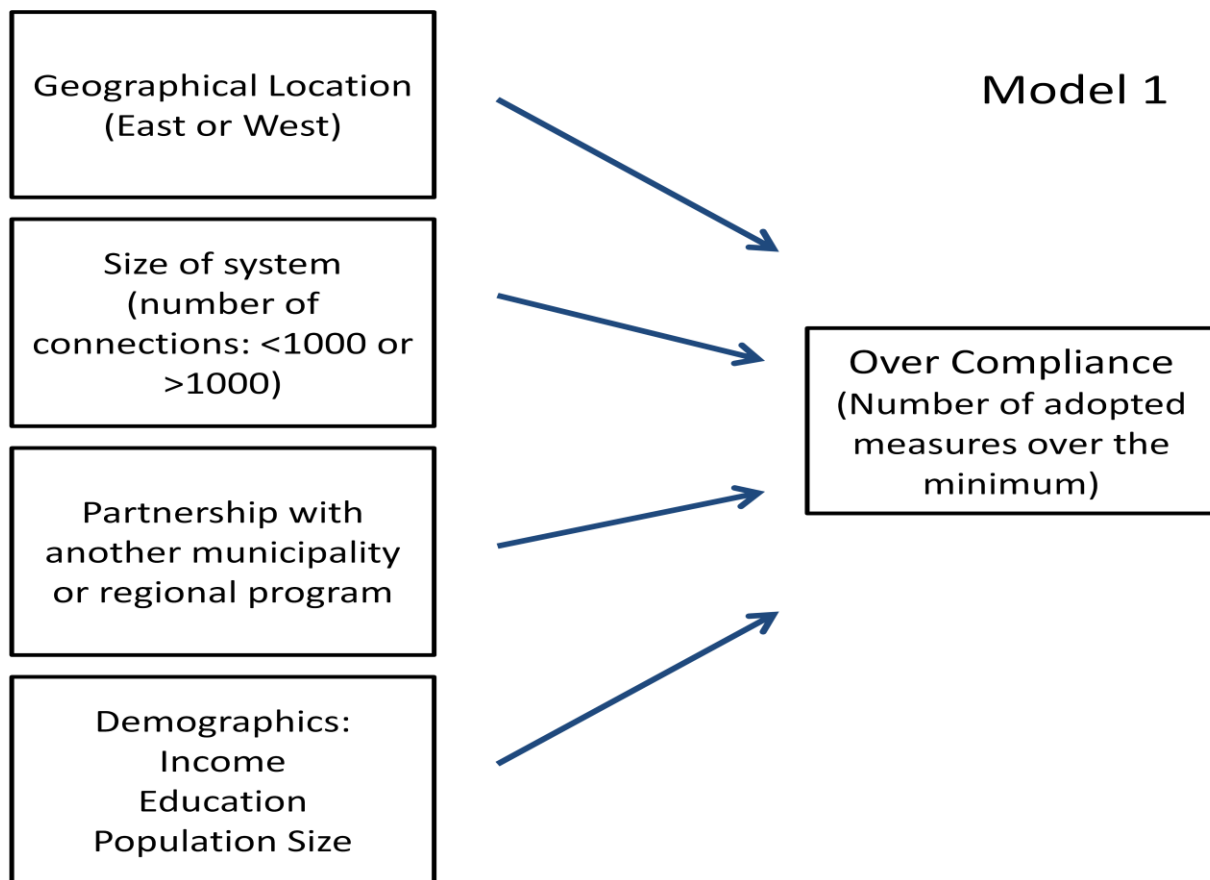 Geographical Location
(East or West)
Model 1
Size of system
(number of
connections: <1000 or
>1000)
Over Compliance
(Number of adopted
measures over the
minimum)
Partnership with
another municipality
or regional program
Demographics:
Income
Education
Population Size